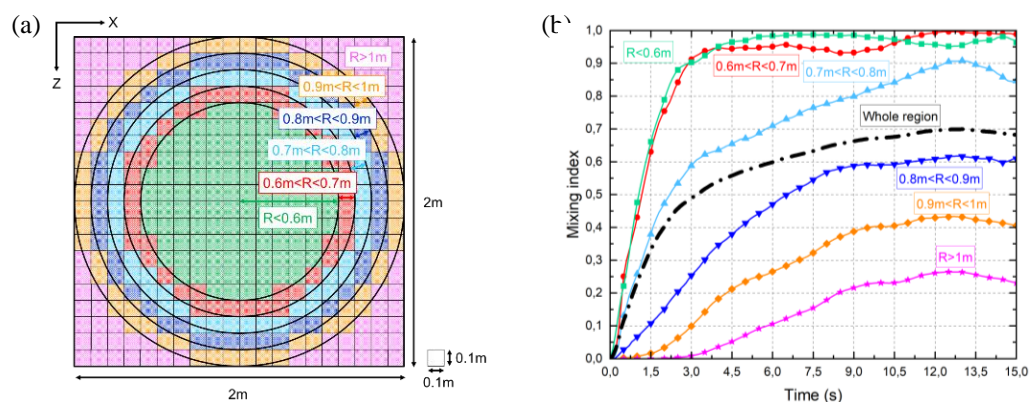 (a)
X
Z
R>1m
0.9m<R<1m
0.8m<R<0.9m
0.7m<R<0.8m
0.6m<R<0.7m
R<0.6m
2m
2m
0.1m
0.1m
(b)
Mixing index
1,0
0,9
0,8
0,7
0,6
0,5
0,4
0,3
0,2
0,1
0,0
R<0.6m
0.6m<R<0.7m
0.7m<R<0.8m
Whole region
0.8m<R<0.9m
0.9m<R<1m
R>1m
0,0 1,5 3,0 4,5 6,0 7,5 9,0 10,5 12,0 13,5 15,0
Time (s)